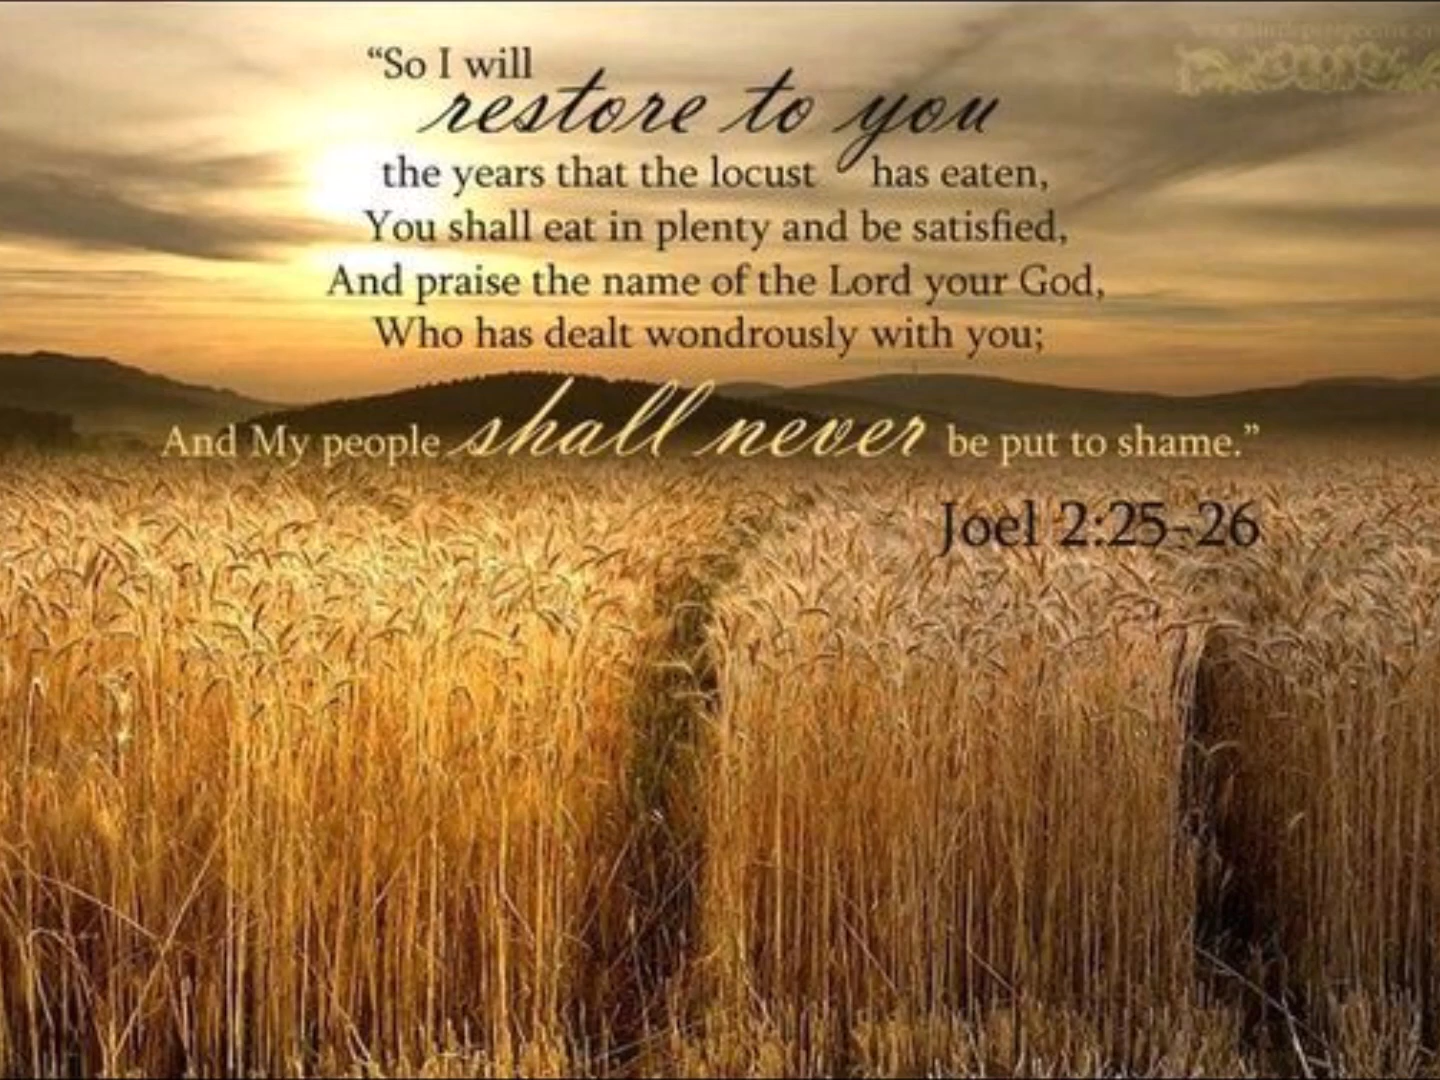 “So I will
restore to you
the years that the locust has eaten,
You shall eat in plenty and be satisfied,
And praise the name of the Lord your God,
Who has dealt wondrously with you;
And My people shall never be put to shame.”
Joel 2:25-26